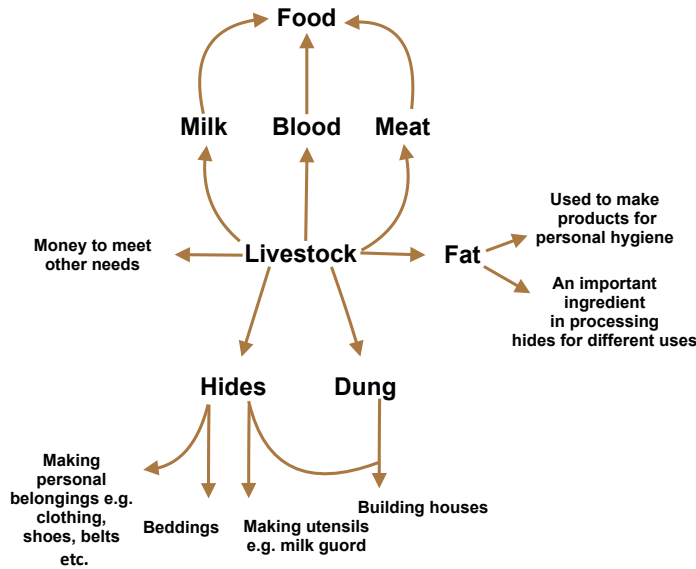 Food
Milk
Blood
Meat
Used to make
products for
personal hygiene
Money to meet
other needs
Livestock
Fat
An important
ingredient
in processing
hides for different uses
Hides
Dung
Making
personal
belongings e.g.
clothing,
shoes, belts
etc.
Beddings
Making utensils
e.g. milk guord
Building houses